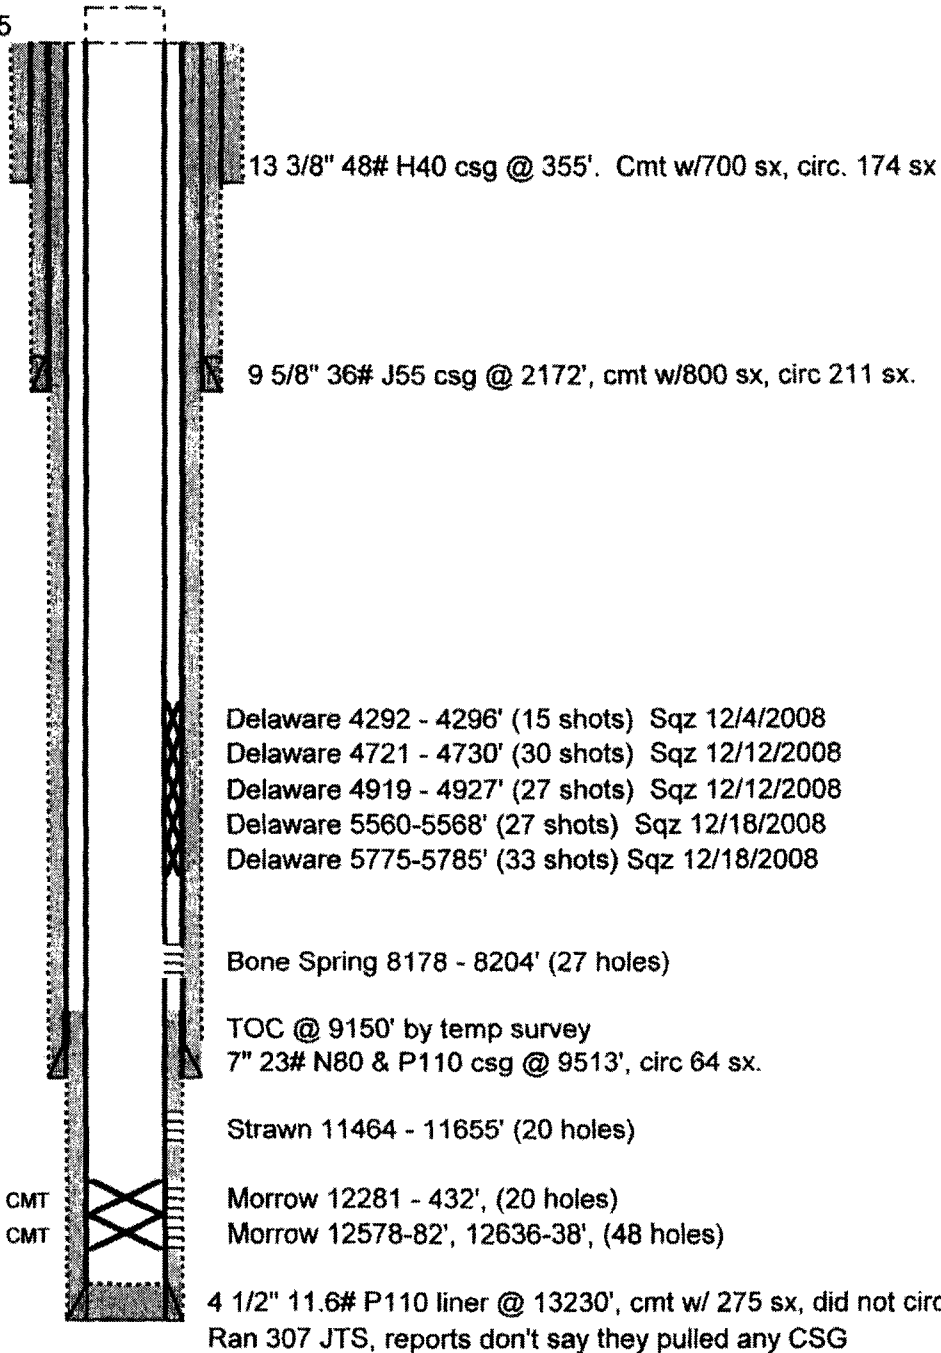 5
13 3/8" 48# H40 csg @ 355'. Cmt w/700 sx, circ. 174 sx
9 5/8" 36# J55 csg @ 2172', cmt w/800 sx, circ 211 sx.
Delaware 4292 - 4296' (15 shots) Sqz 12/4/2008
Delaware 4721 - 4730' (30 shots) Sqz 12/12/2008
Delaware 4919 - 4927' (27 shots) Sqz 12/12/2008
Delaware 5560-5568' (27 shots) Sqz 12/18/2008
Delaware 5775-5785' (33 shots) Sqz 12/18/2008
Bone Spring 8178 - 8204' (27 holes)
TOC @ 9150' by temp survey
7" 23# N80 & P110 csg @ 9513', circ 64 sx.
Strawn 11464 - 11655' (20 holes)
CMT Morrow 12281 - 432', (20 holes)
CMT Morrow 12578-82', 12636-38', (48 holes)
4 1/2" 11.6# P110 liner @ 13230', cmt w/ 275 sx, did not circ
Ran 307 JTS, reports don't say they pulled any CSG